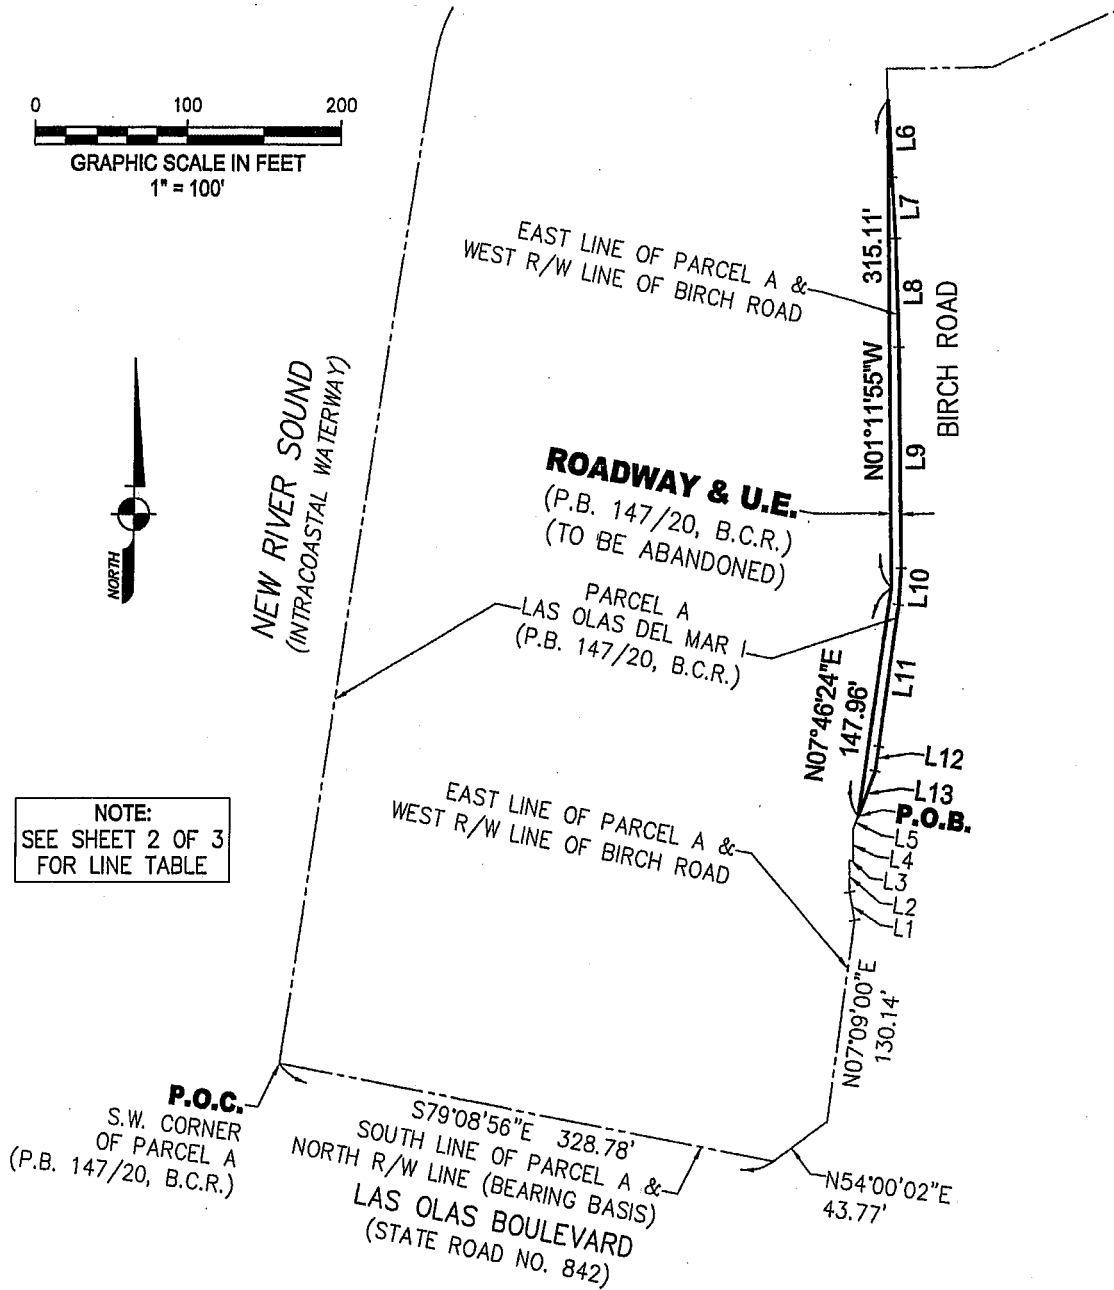 0 100 200
GRAPHIC SCALE IN FEET
1" = 100'
L6
L7
315.11'
EAST LINE OF PARCEL A &
WEST R/W LINE OF BIRCH ROAD
L8
BIRCH ROAD
N01°11'55"W
NEW RIVER SOUND
(INTRACOASTAL WATERWAY)
L9
ROADWAY & U.E.
(P.B. 147/20, B.C.R.)
(TO BE ABANDONED)
NORTH
L10
PARCEL A
LAS OLAS DEL MAR I
(P.B. 147/20, B.C.R.)
L11
N07°46'24"E
147.96'
L12
L13
P.O.B.
NOTE:
SEE SHEET 2 OF 3
FOR LINE TABLE
EAST LINE OF PARCEL A &
WEST R/W LINE OF BIRCH ROAD
L5
L4
L3
L2
L1
N07°09'00"E
130.14'
P.O.C.
S.W. CORNER
OF PARCEL A
(P.B. 147/20, B.C.R.)
S79°08'56"E 328.78'
SOUTH LINE OF PARCEL A &
NORTH R/W LINE (BEARING BASIS)
LAS OLAS BOULEVARD
(STATE ROAD NO. 842)
N54°00'02"E
43.77'